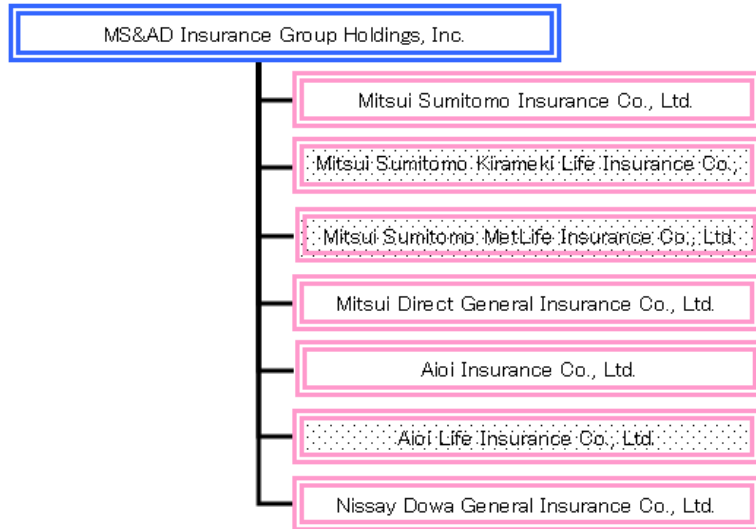 MS&AD Insurance Group Holdings, Inc.
Mitsui Sumitomo Insurance Co., Ltd.
Mitsui Sumitomo Kirameki Life Insurance Co.,
Mitsui Sumitomo MetLife Insurance Co., Ltd.
Mitsui Direct General Insurance Co., Ltd.
Aioi Insurance Co., Ltd.
Aioi Life Insurance Co., Ltd.
Nissay Dowa General Insurance Co., Ltd.